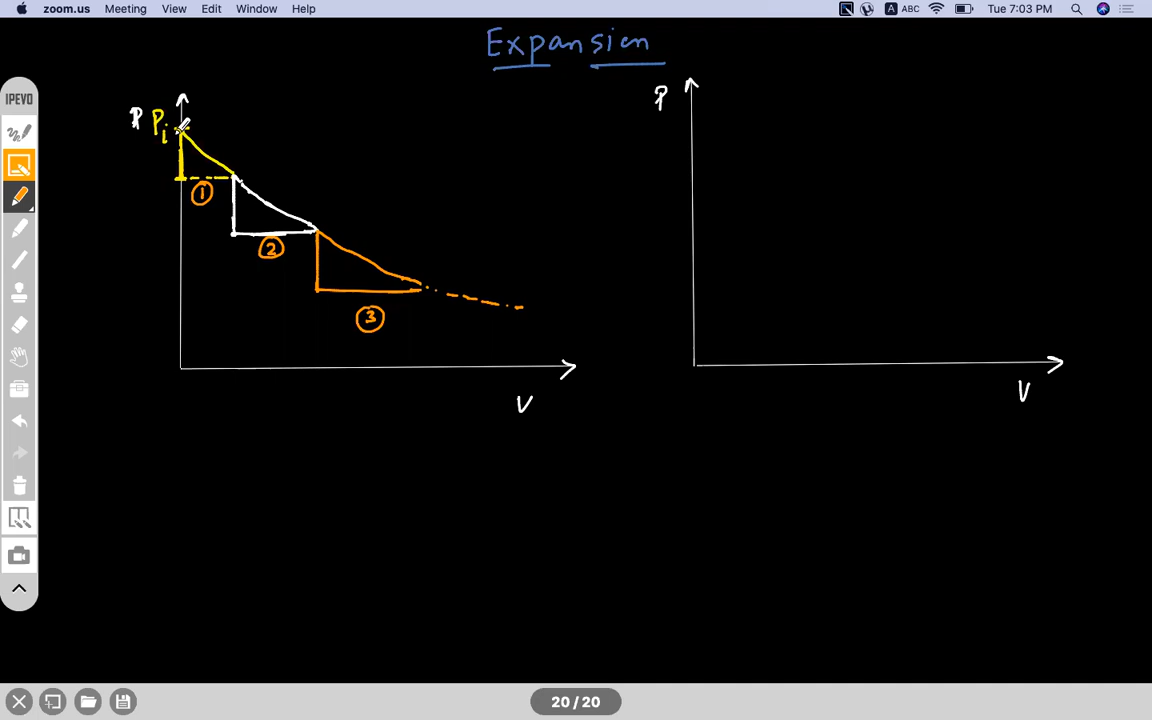 zoom.us Meeting View Edit Window Help A ABC Tue 7:03 PM
Expansion
IPEVO
P Pi
P
1
2
3
V
V
20 / 20